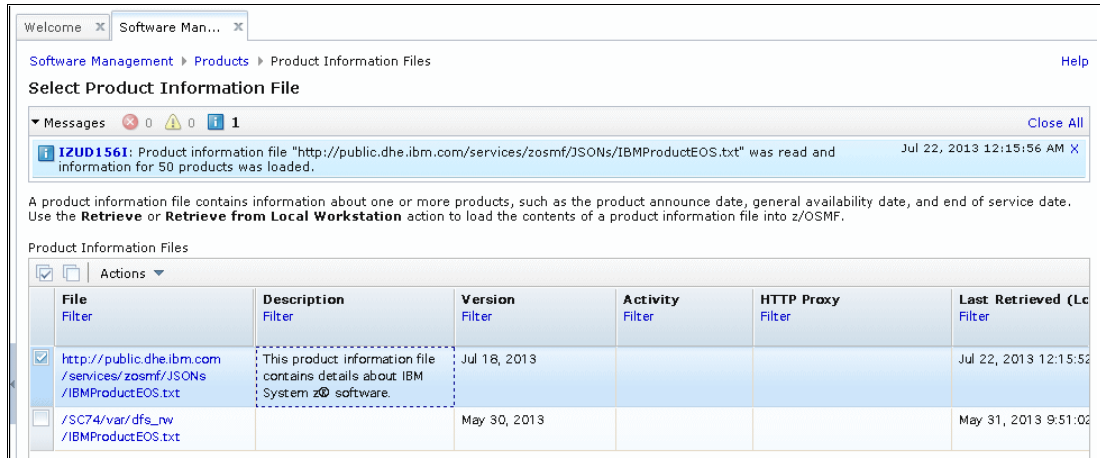 Welcome X Software Man... X
Software Management ▸ Products ▸ Product Information Files Help
Select Product Information File
Messages 0 0 1 Close All
IZUD156I: Product information file "http://public.dhe.ibm.com/services/zosmf/JSONs/IBMProductEOS.txt" was read and Jul 22, 2013 12:15:56 AM X
information for 50 products was loaded.
A product information file contains information about one or more products, such as the product announce date, general availability date, and end of service date.
Use the Retrieve or Retrieve from Local Workstation action to load the contents of a product information file into z/OSMF.
Product Information Files
Actions
File Description Version Activity HTTP Proxy Last Retrieved (Lc
Filter Filter Filter Filter Filter Filter
http://public.dhe.ibm.com This product information file Jul 18, 2013 Jul 22, 2013 12:15:52
/services/zosmf/JSONs contains details about IBM
/IBMProductEOS.txt System z® software.
/SC74/var/dfs_rw May 30, 2013 May 31, 2013 9:51:02
/IBMProductEOS.txt